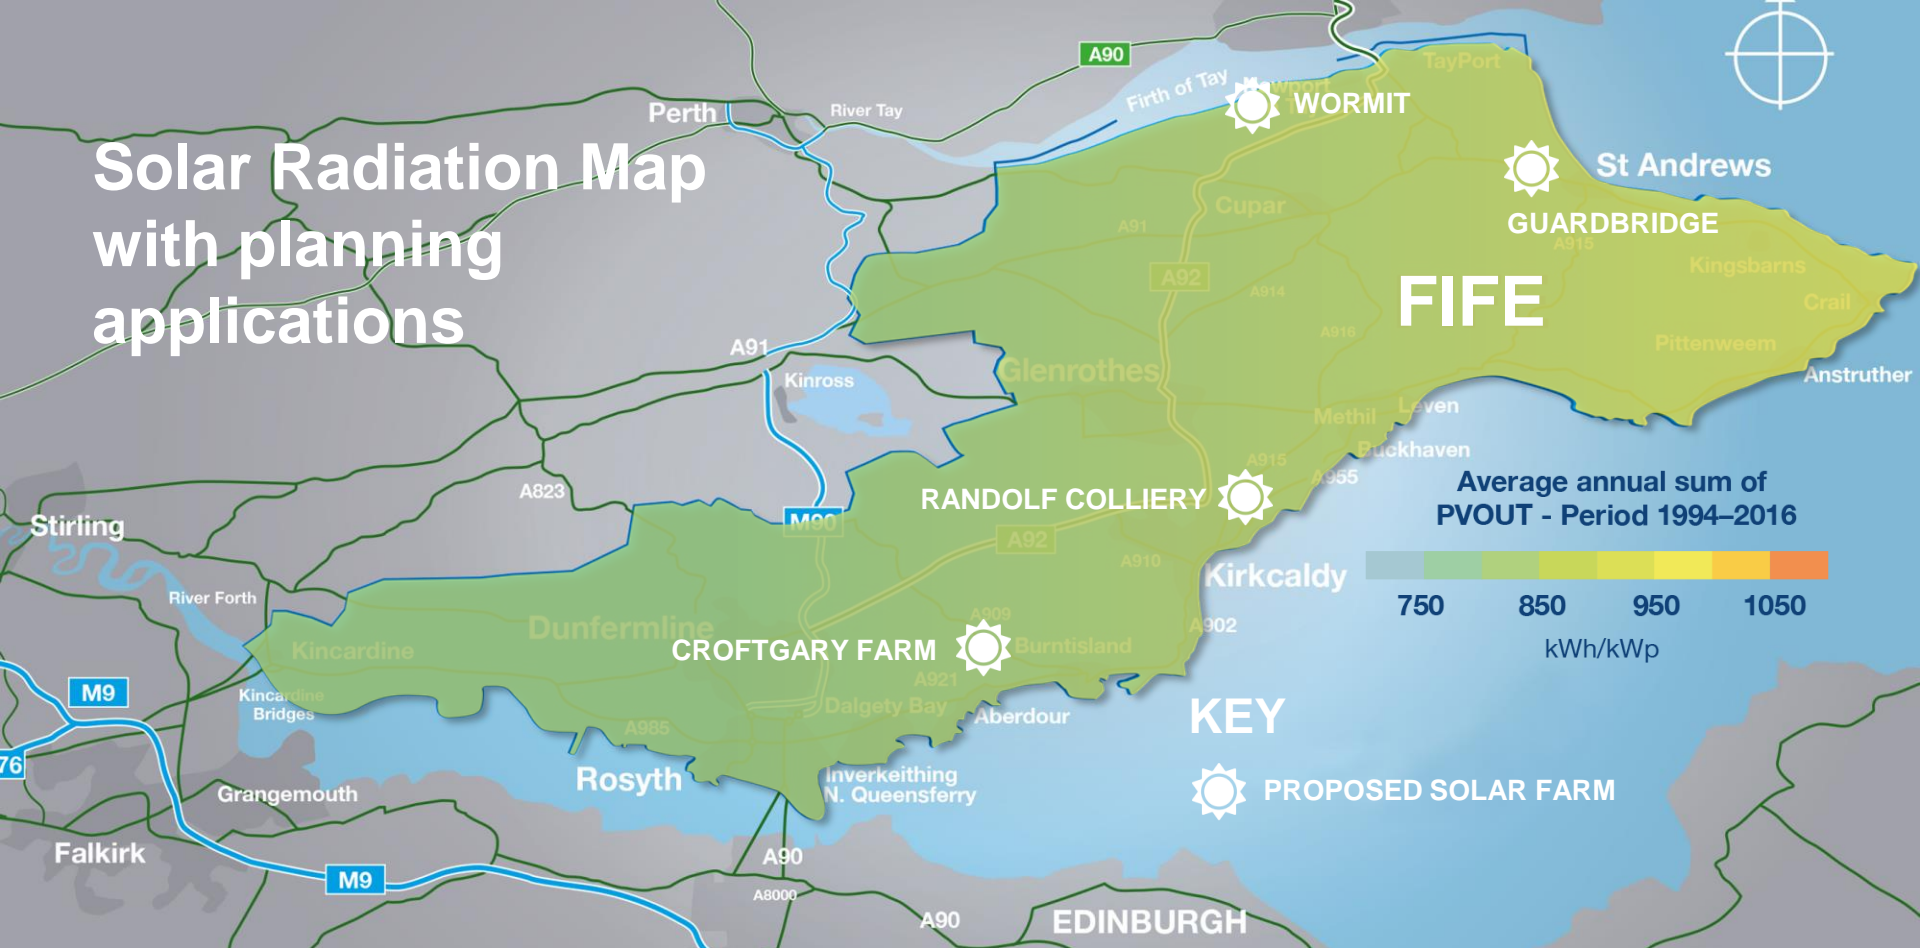 Solar Radiation Map
with planning
applications
A90
Firth of Tay
TayPort
Perth
River Tay
WORMIT
St Andrews
GUARDBRIDGE
Cupar
A91
A915
Kingsbarns
A92
A914
FIFE
Crail
A916
Pittenweem
A91
Glenrothes
Anstruther
Kinross
Methil
Leven
Buckhaven
A915
A955
Average annual sum of
PVOUT - Period 1994–2016
A823
RANDOLF COLLIERY
M90
Stirling
A92
A910
Kirkcaldy
750 850 950 1050
kWh/kWp
River Forth
A909
A902
Dunfermline
Kincardine
CROFTGARY FARM
Burntisland
A921
M9
Kincardine
Bridges
Dalgety Bay
Aberdour
A985
KEY
76
Rosyth
Inverkeithing
N. Queensferry
PROPOSED SOLAR FARM
Grangemouth
Falkirk
A90
M9
A8000
A90
EDINBURGH